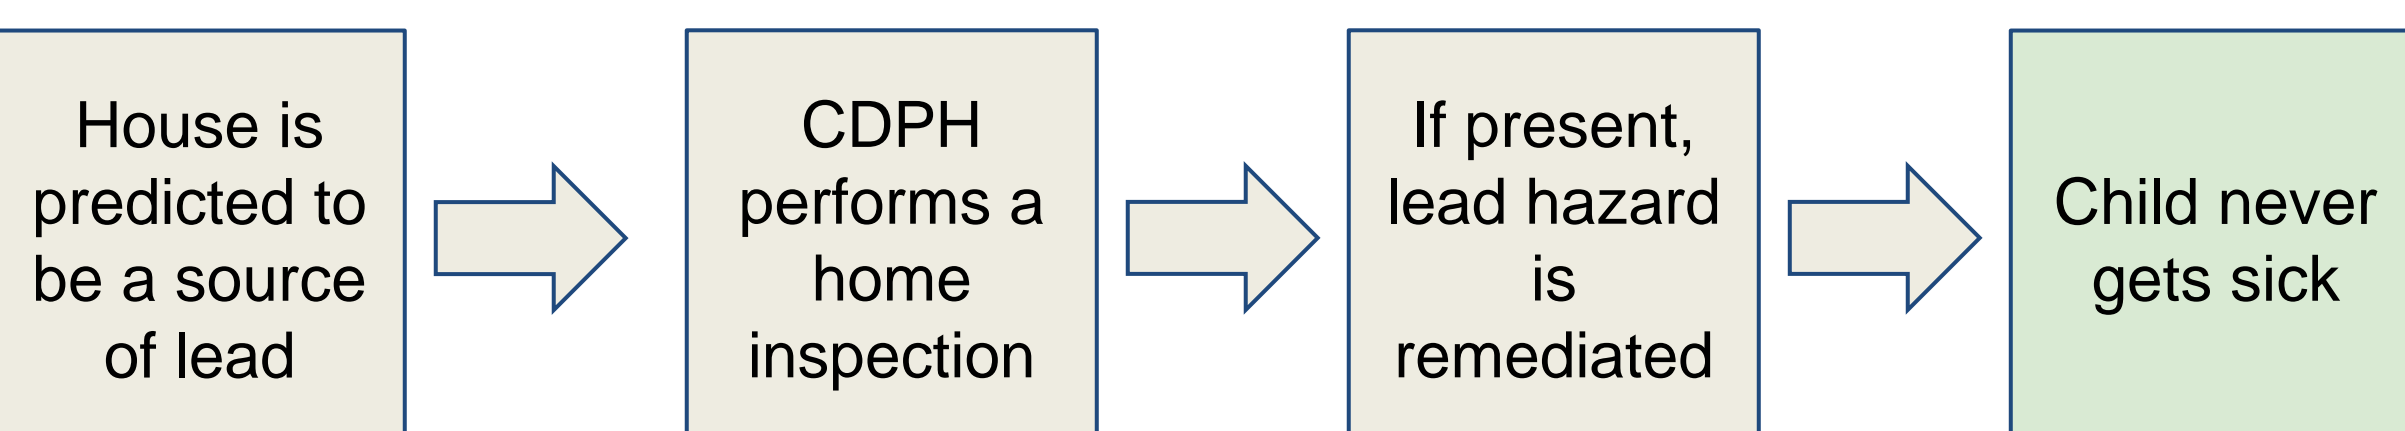 House is
predicted to
be a source
of lead
CDPH
performs a
home
inspection
If present,
lead hazard
is
remediated
Child never
gets sick